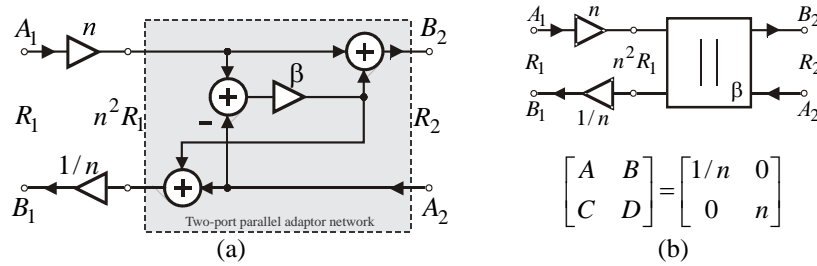 A₁ n B₂
β
R₁ n²R₁ – R₂
1/n
B₁ A₂
Two-port parallel adaptor network
(a)
A₁ n B₂
R₁ n²R₁ || R₂
β
B₁ 1/n A₂
[A B] = [1/n 0]
[C D] [0 n]
(b)